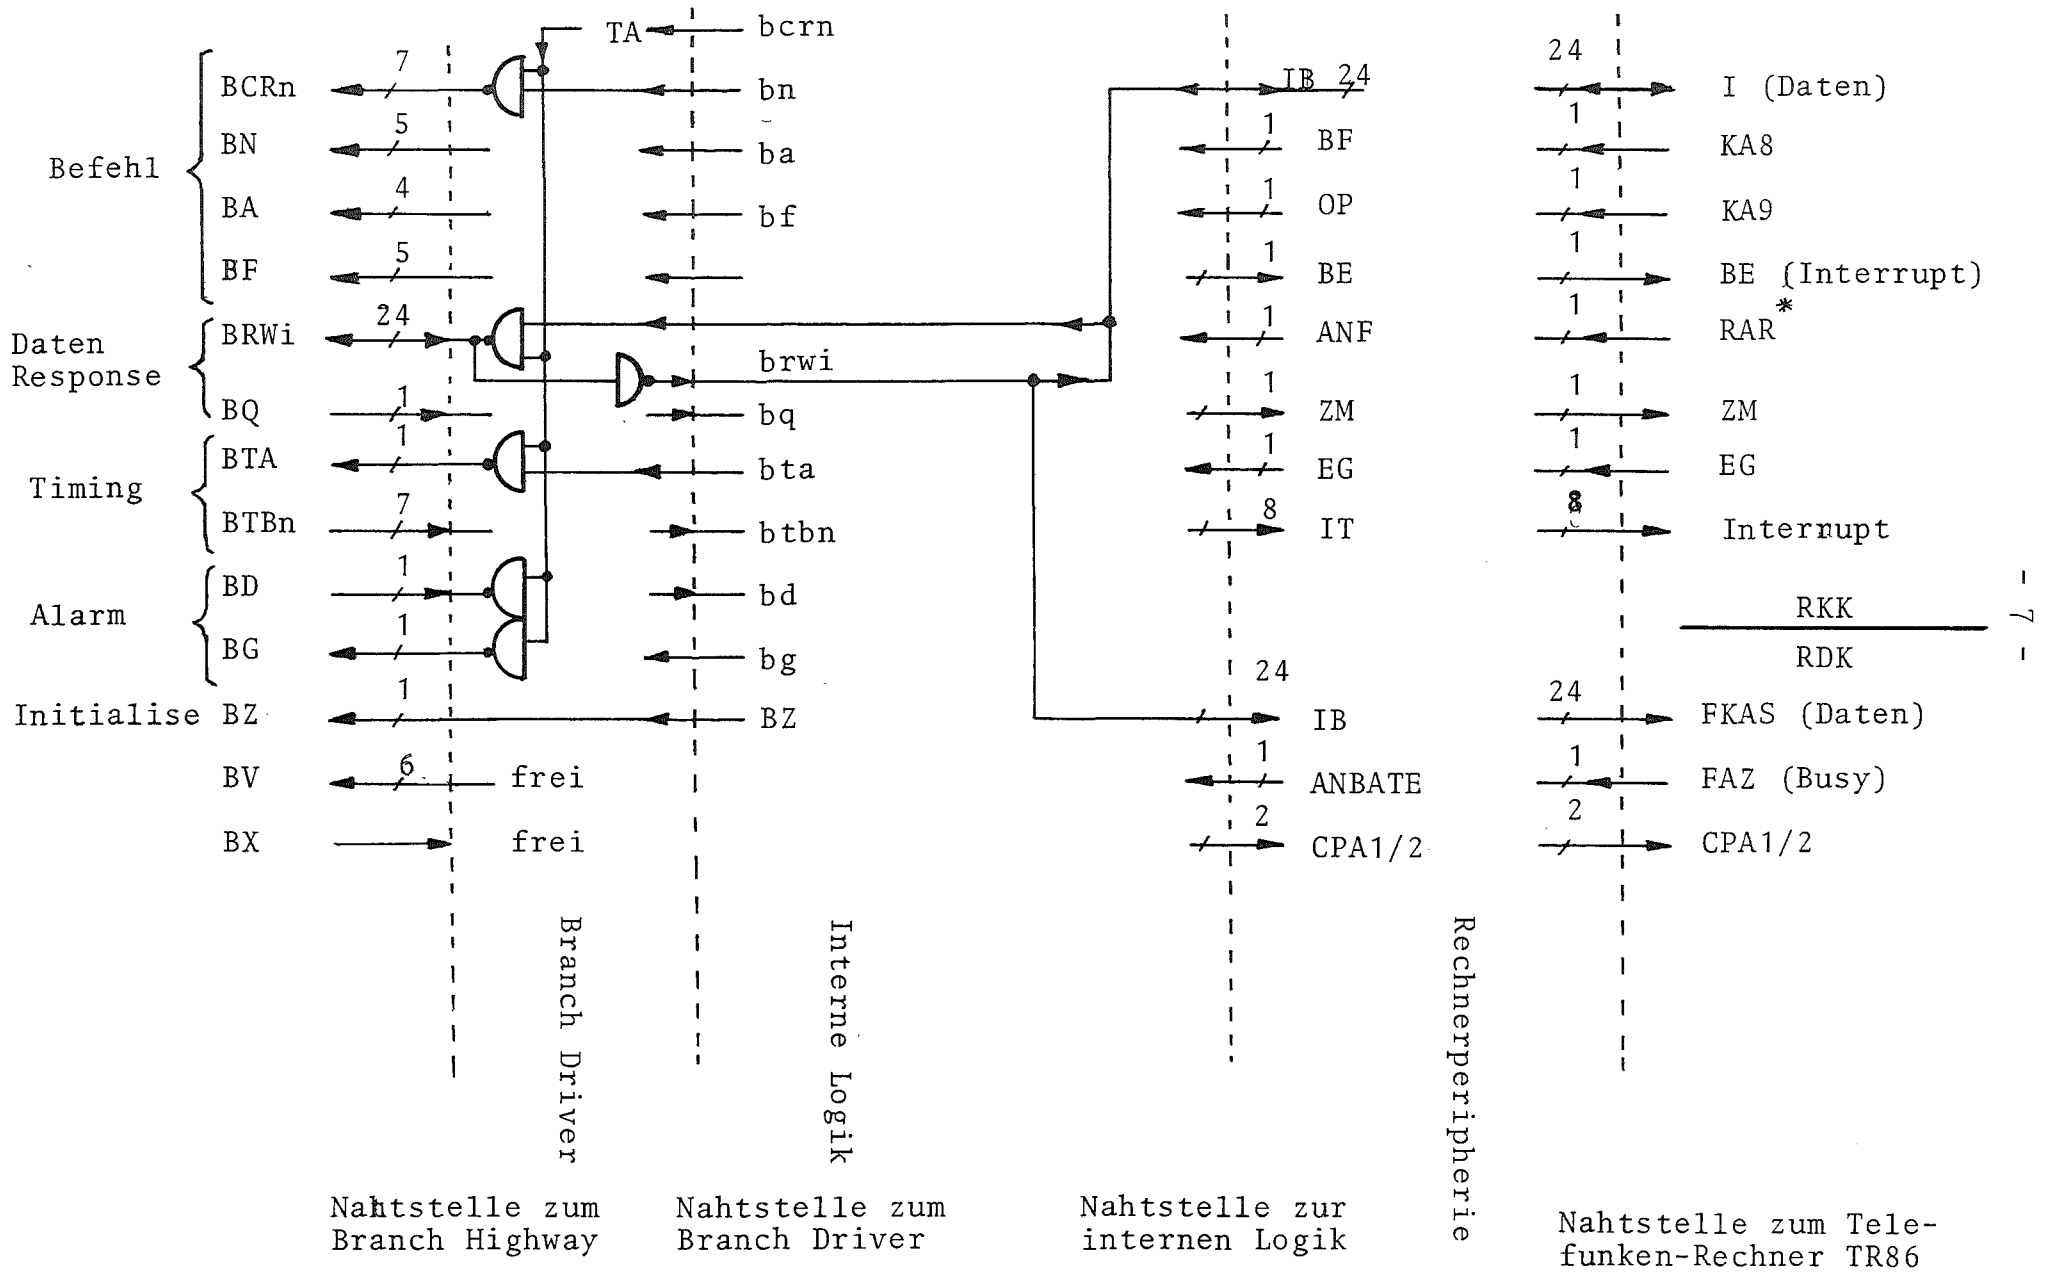 TA bcrn
Befehl
BCRn 7 bn IB 24 24 I (Daten)
BN 5 ba 1 BF 1 KA8
BA 4 bf 1 OP 1 KA9
BF 5 1 BE 1 BE (Interrupt)
Daten
Response
BRWi 24 1 ANF 1 RAR*
brwi
BQ 1 bq 1 ZM 1 ZM
Timing
BTA 1 bta 1 EG 1 EG
BTBn 7 btbn 8 IT 8 Interrupt
Alarm
BD 1 bd
BG 1 bg
RKK
RDK
- 7 -
Initialise BZ 1 BZ 24 IB 24 FKAS (Daten)
BV 6 frei 1 ANBATE 1 FAZ (Busy)
BX frei 2 CPA1/2 2 CPA1/2
Branch Driver
Interne Logik
Rechnerperipherie
Nahtstelle zum
Branch Highway
Nahtstelle zum
Branch Driver
Nahtstelle zur
internen Logik
Nahtstelle zum Tele-
funken-Rechner TR86